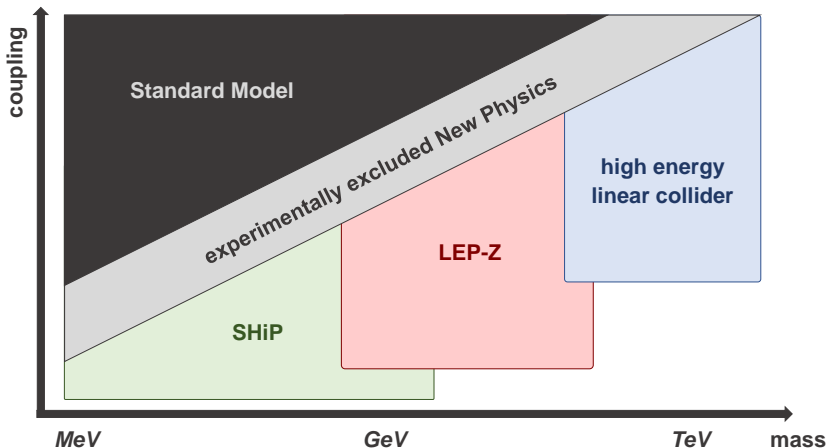 coupling
Standard Model
experimentally excluded New Physics
high energy
linear collider
LEP-Z
SHiP
MeV GeV TeV mass